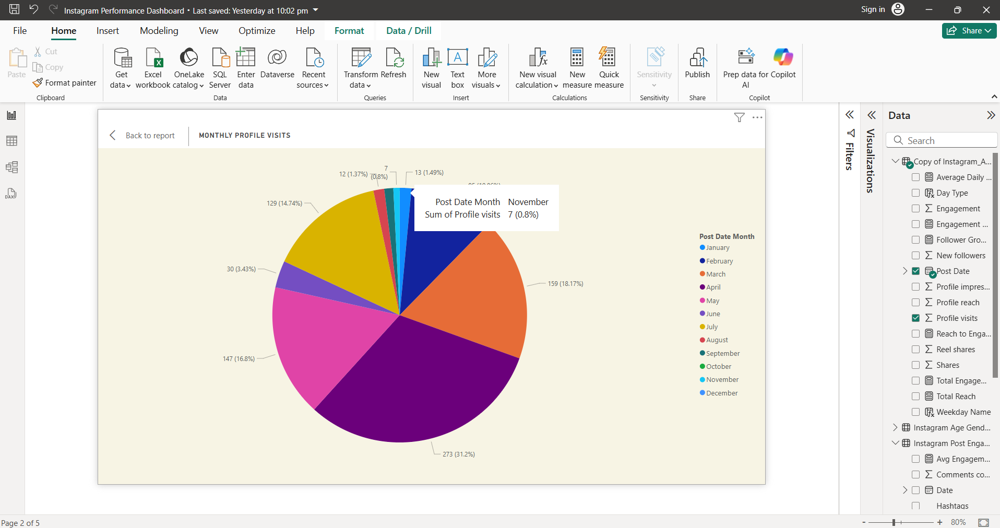 Instagram Performance Dashboard • Last saved: Yesterday at 10:02 pm
Sign in
File Home Insert Modeling View Optimize Help Format Data / Drill
Share
Paste
Cut
Copy
Format painter
Clipboard
Get data
Excel workbook
OneLake catalog
SQL Server
Enter data
Dataverse
Recent sources
Data
Transform data
Refresh
Queries
New visual
Text box
More visuals
Insert
New visual calculation
New measure
Quick measure
Calculations
Sensitivity
Sensitivity
Publish
Share
Prep data for AI
Copilot
Copilot
Back to report
MONTHLY PROFILE VISITS
12 (1.37%)
7 (0.8%)
13 (1.49%)
129 (14.74%)
30 (3.43%)
147 (16.8%)
273 (31.2%)
159 (18.17%)
Post Date Month November
Sum of Profile visits 7 (0.8%)
Post Date Month
January
February
March
April
May
June
July
August
September
October
November
December
Filters
Visualizations
Data
Search
Copy of Instagram_A...
Average Daily ...
Day Type
Engagement
Engagement ...
Follower Gro...
New followers
Post Date
Profile impres...
Profile reach
Profile visits
Reach to Enga...
Reel shares
Shares
Total Engage...
Total Reach
Weekday Name
Instagram Age Gend...
Instagram Post Enga...
Avg Engagem...
Comments co...
Date
Hashtags
DAX
Page 2 of 5
- + 80%